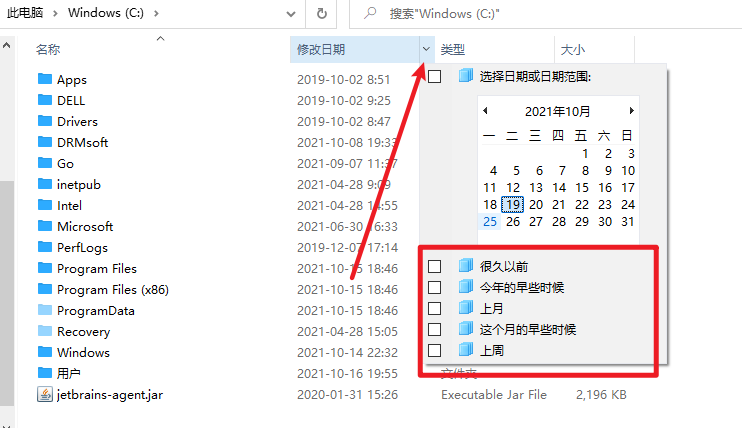 此电脑 > Windows (C:) >
搜索"Windows (C:)"
名称 修改日期 类型 大小
Apps 2019-10-02 8:51
DELL 2019-10-02 9:25
Drivers 2019-10-02 8:47
DRMsoft 2021-10-08 19:33
Go 2021-09-07 11:37
inetpub 2021-04-28 9:09
Intel 2021-04-28 14:55
Microsoft 2021-06-30 16:33
PerfLogs 2019-12-07 17:14
Program Files 2021-10-15 18:46
Program Files (x86) 2021-10-15 18:46
ProgramData 2021-10-15 18:46
Recovery 2021-04-28 15:05
Windows 2021-10-14 22:32
用户 2021-10-16 19:55 文件夹
jetbrains-agent.jar 2020-01-31 15:26 Executable Jar File 2,196 KB
选择日期或日期范围:
2021年10月
一 二 三 四 五 六 日
1 2 3
4 5 6 7 8 9 10
11 12 13 14 15 16 17
18 19 20 21 22 23 24
25 26 27 28 29 30 31
很久以前
今年的早些时候
上月
这个月的早些时候
上周